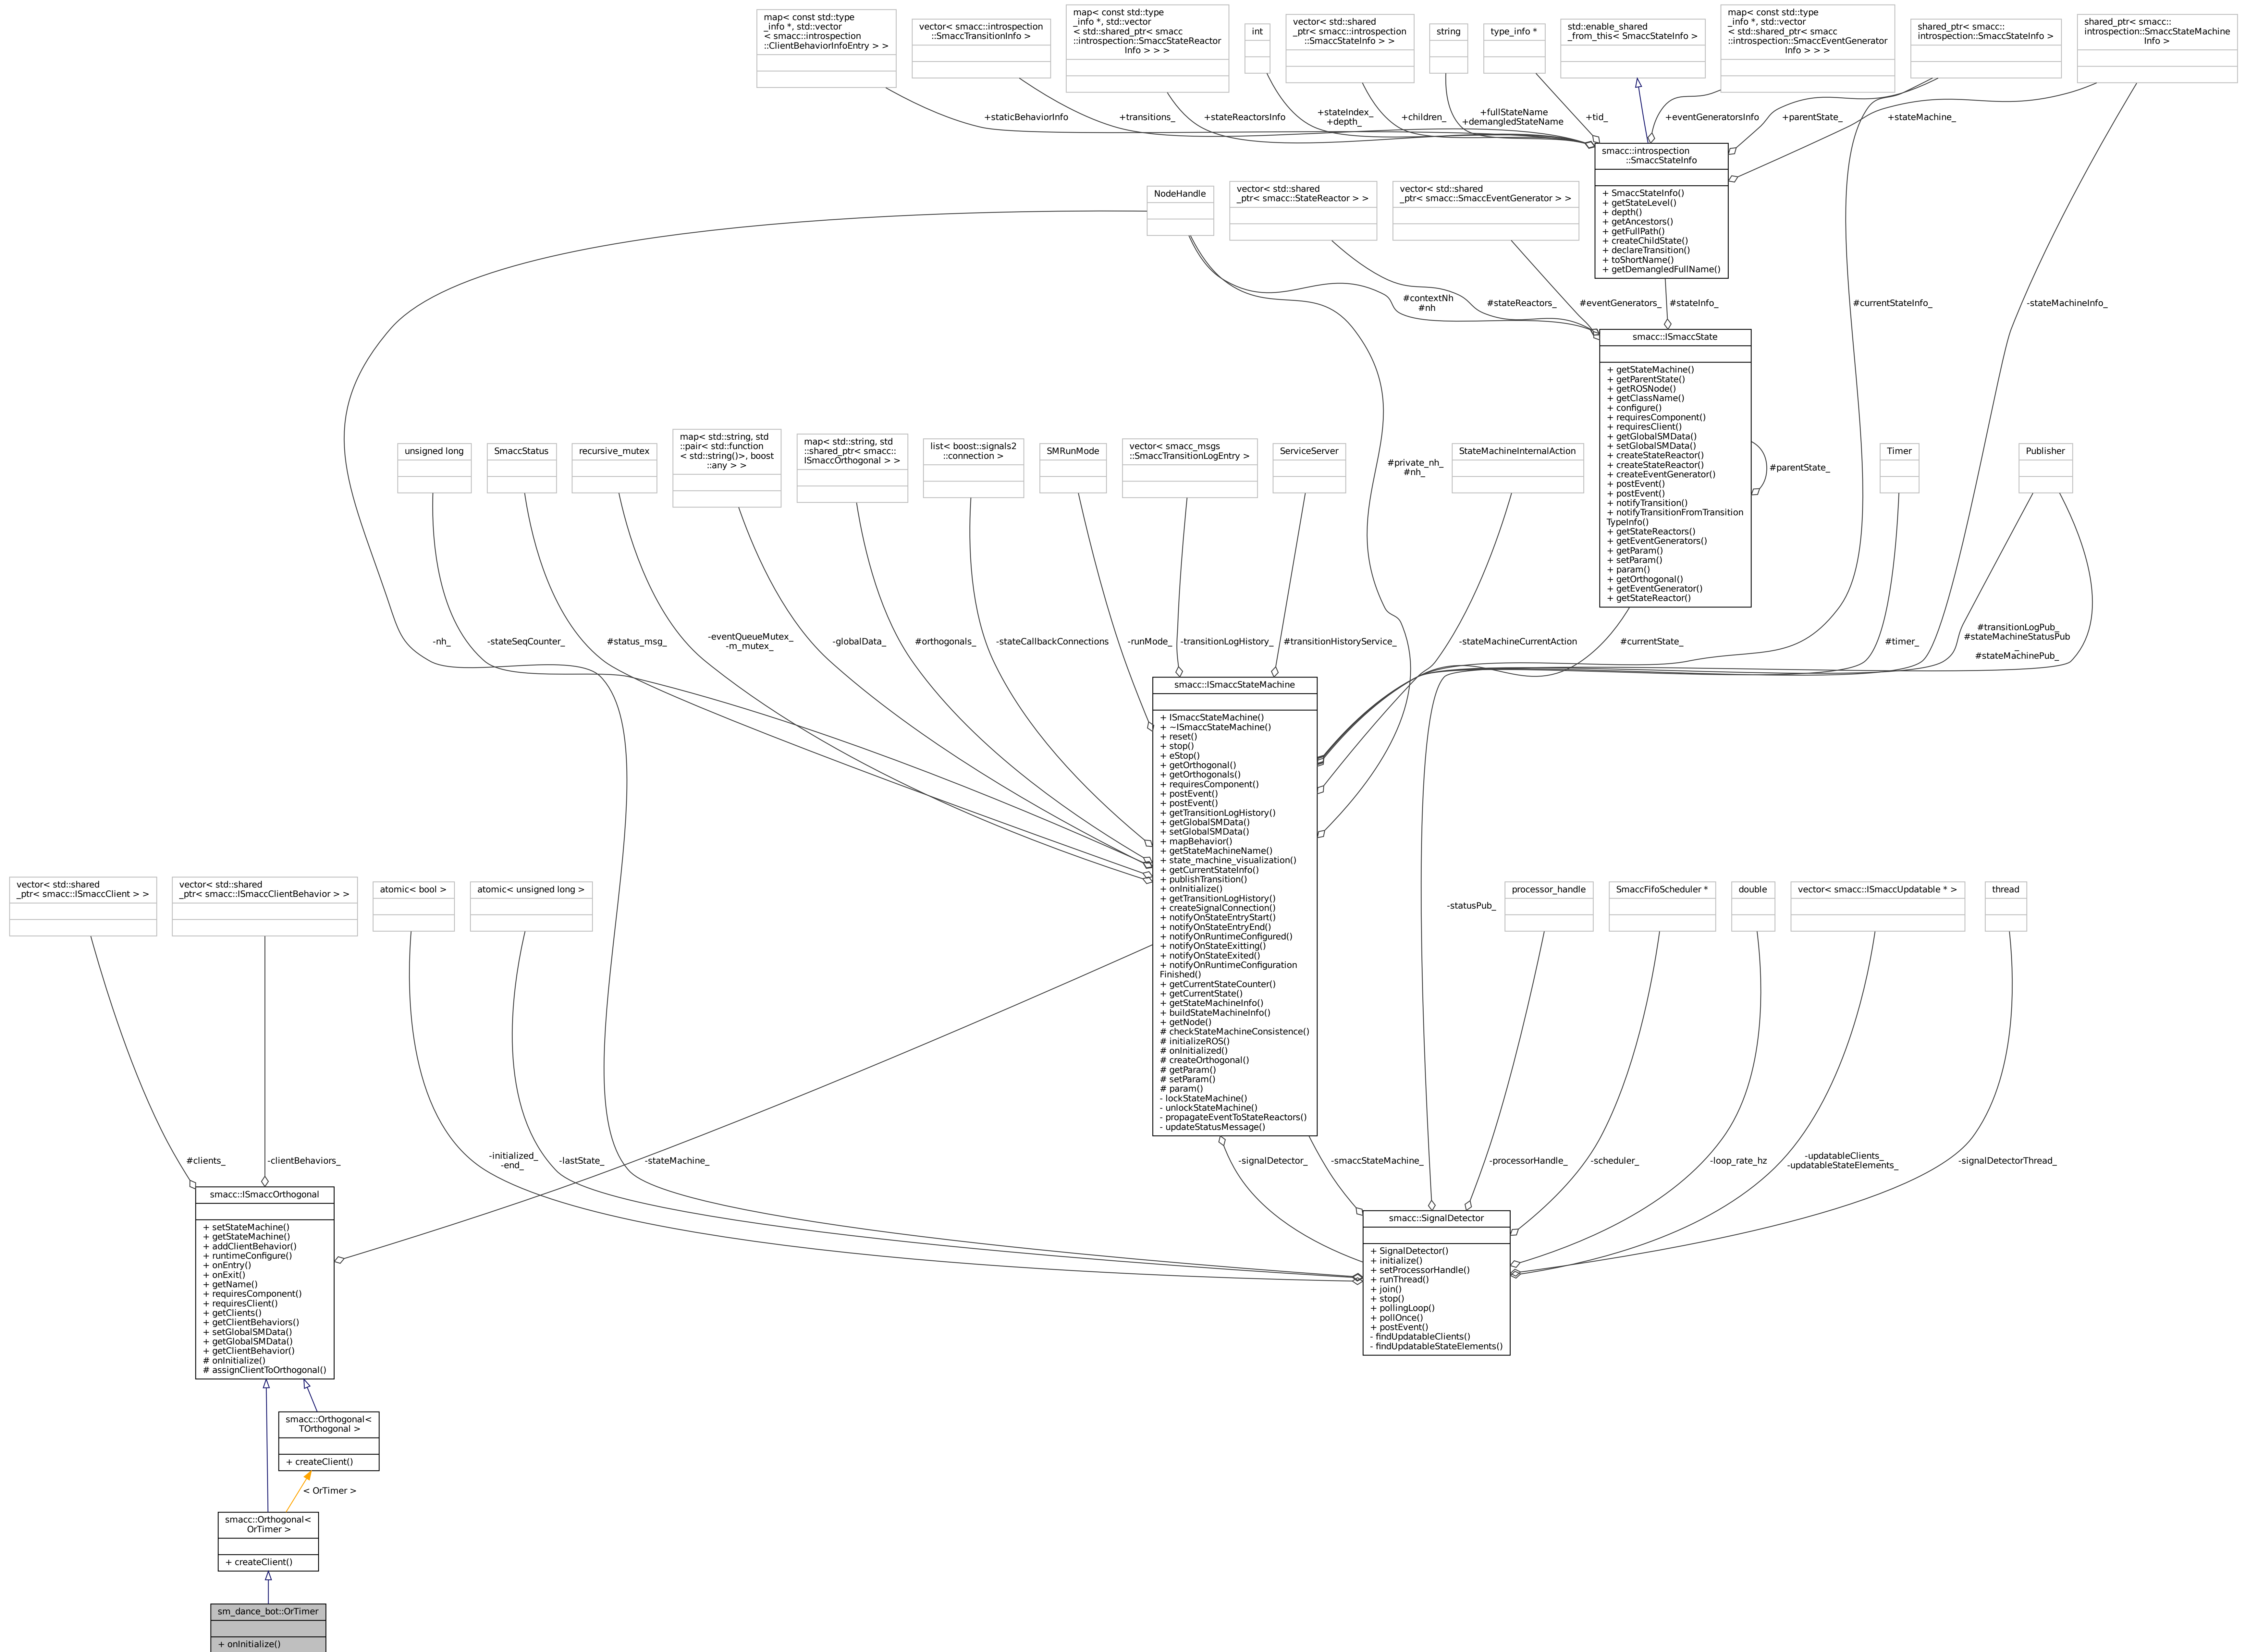 map< const std::type
_info *, std::vector
< smacc::introspection
::ClientBehaviorInfoEntry > >
vector< smacc::introspection
::SmaccTransitionInfo >
map< const std::type
_info *, std::vector
< std::shared_ptr< smacc
::introspection::SmaccStateReactor
Info > > >
int
vector< std::shared
_ptr< smacc::introspection
::SmaccStateInfo > >
string
type_info *
std::enable_shared
_from_this< SmaccStateInfo >
map< const std::type
_info *, std::vector
< std::shared_ptr< smacc
::introspection::SmaccEventGenerator
Info > > >
shared_ptr< smacc::
introspection::SmaccStateInfo >
shared_ptr< smacc::
introspection::SmaccStateMachine
Info >
+staticBehaviorInfo
+transitions_
+stateReactorsInfo
+stateIndex_
+depth_
+children_
+fullStateName
+demangledStateName
+tid_
+eventGeneratorsInfo
+parentState_
+stateMachine_
smacc::introspection
::SmaccStateInfo
+ SmaccStateInfo()
+ getStateLevel()
+ depth()
+ getAncestors()
+ getFullPath()
+ createChildState()
+ declareTransition()
+ toShortName()
+ getDemangledFullName()
NodeHandle
vector< std::shared
_ptr< smacc::StateReactor > >
vector< std::shared
_ptr< smacc::SmaccEventGenerator > >
#contextNh
#nh
#stateReactors_
#eventGenerators_
#stateInfo_
#currentStateInfo_
-stateMachineInfo_
smacc::ISmaccState
+ getStateMachine()
+ getParentState()
+ getROSNode()
+ getClassName()
+ configure()
+ requiresComponent()
+ requiresClient()
+ getGlobalSMData()
+ setGlobalSMData()
+ createStateReactor()
+ createStateReactor()
+ createEventGenerator()
+ postEvent()
+ postEvent()
+ notifyTransition()
+ notifyTransitionFromTransition
TypeInfo()
+ getStateReactors()
+ getEventGenerators()
+ getParam()
+ setParam()
+ param()
+ getOrthogonal()
+ getEventGenerator()
+ getStateReactor()
#parentState_
unsigned long
SmaccStatus
recursive_mutex
map< std::string, std
::pair< std::function
< std::string()>, boost
::any > >
map< std::string, std
::shared_ptr< smacc::
ISmaccOrthogonal > >
list< boost::signals2
::connection >
SMRunMode
vector< smacc_msgs
::SmaccTransitionLogEntry >
ServiceServer
#private_nh_
#nh_
StateMachineInternalAction
Timer
Publisher
-nh_
-stateSeqCounter_
#status_msg_
-eventQueueMutex_
-m_mutex_
-globalData_
#orthogonals_
-stateCallbackConnections
-runMode_
-transitionLogHistory_
#transitionHistoryService_
-stateMachineCurrentAction
#currentState_
#timer_
#transitionLogPub_
#stateMachineStatusPub
_
#stateMachinePub_
smacc::ISmaccStateMachine
+ ISmaccStateMachine()
+ ~ISmaccStateMachine()
+ reset()
+ stop()
+ eStop()
+ getOrthogonal()
+ getOrthogonals()
+ requiresComponent()
+ postEvent()
+ postEvent()
+ getTransitionLogHistory()
+ getGlobalSMData()
+ setGlobalSMData()
+ mapBehavior()
+ getStateMachineName()
+ state_machine_visualization()
+ getCurrentStateInfo()
+ publishTransition()
+ onInitialize()
+ getTransitionLogHistory()
+ createSignalConnection()
+ notifyOnStateEntryStart()
+ notifyOnStateEntryEnd()
+ notifyOnRuntimeConfigured()
+ notifyOnStateExitting()
+ notifyOnStateExited()
+ notifyOnRuntimeConfiguration
Finished()
+ getCurrentStateCounter()
+ getCurrentState()
+ getStateMachineInfo()
+ buildStateMachineInfo()
+ getNode()
# checkStateMachineConsistence()
# initializeROS()
# onInitialized()
# createOrthogonal()
# getParam()
# setParam()
# param()
- lockStateMachine()
- unlockStateMachine()
- propagateEventToStateReactors()
- updateStatusMessage()
vector< std::shared
_ptr< smacc::ISmaccClient > >
vector< std::shared
_ptr< smacc::ISmaccClientBehavior > >
atomic< bool >
atomic< unsigned long >
-statusPub_
processor_handle
SmaccFifoScheduler *
double
vector< smacc::ISmaccUpdatable * >
thread
#clients_
-clientBehaviors_
-initialized_
-end_
-lastState_
-stateMachine_
-signalDetector_
-smaccStateMachine_
-processorHandle_
-scheduler_
-loop_rate_hz
-updatableClients_
-updatableStateElements_
-signalDetectorThread_
smacc::ISmaccOrthogonal
+ setStateMachine()
+ getStateMachine()
+ addClientBehavior()
+ runtimeConfigure()
+ onEntry()
+ onExit()
+ getName()
+ requiresComponent()
+ requiresClient()
+ getClients()
+ getClientBehaviors()
+ setGlobalSMData()
+ getGlobalSMData()
+ getClientBehavior()
# onInitialize()
# assignClientToOrthogonal()
smacc::SignalDetector
+ SignalDetector()
+ initialize()
+ setProcessorHandle()
+ runThread()
+ join()
+ stop()
+ pollingLoop()
+ pollOnce()
+ postEvent()
- findUpdatableClients()
- findUpdatableStateElements()
smacc::Orthogonal<
TOrthogonal >
+ createClient()
< OrTimer >
smacc::Orthogonal<
OrTimer >
+ createClient()
sm_dance_bot::OrTimer
+ onInitialize()